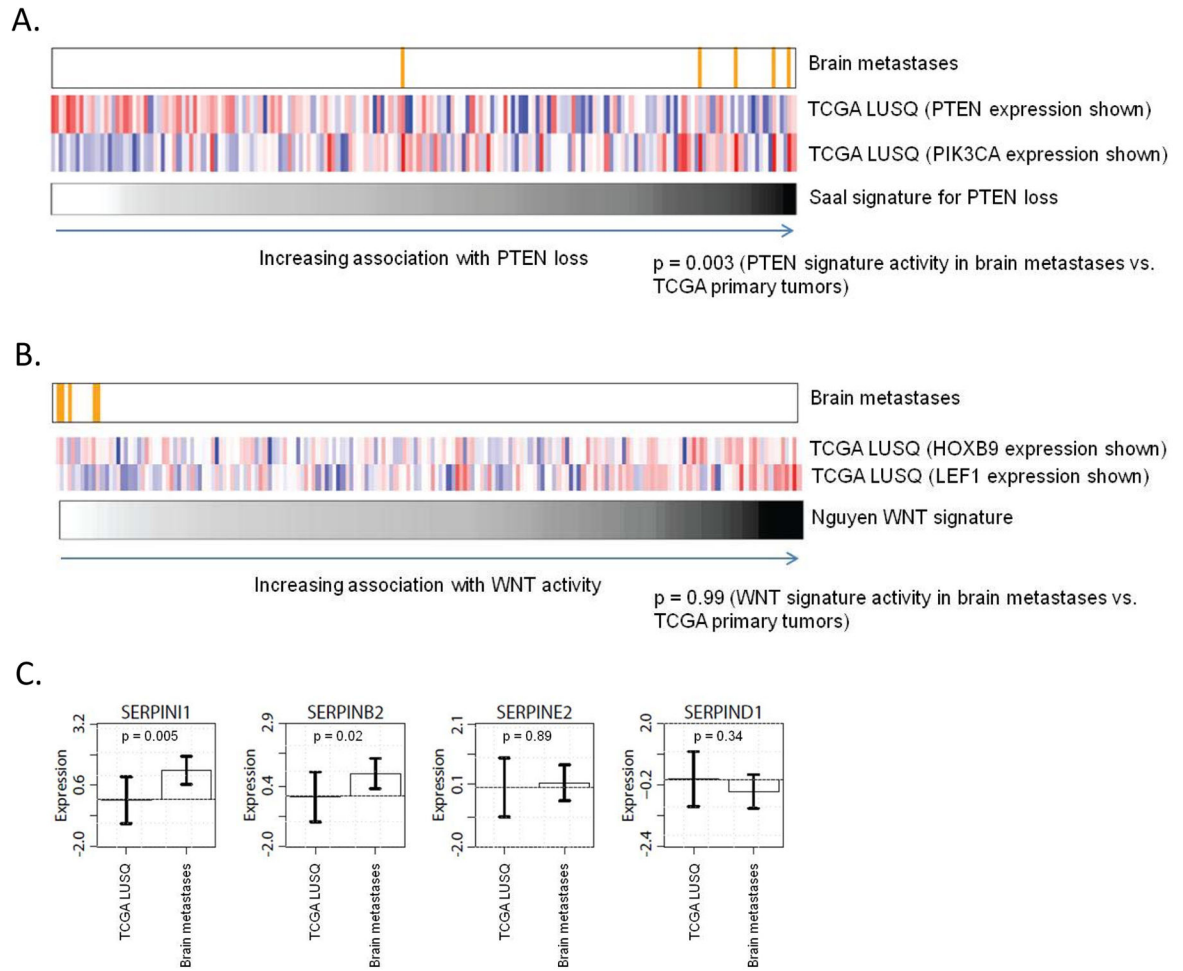 A.
Brain metastases
TCGA LUSQ (PTEN expression shown)
TCGA LUSQ (PIK3CA expression shown)
Saal signature for PTEN loss
Increasing association with PTEN loss
p = 0.003 (PTEN signature activity in brain metastases vs.
TCGA primary tumors)
B.
Brain metastases
TCGA LUSQ (HOXB9 expression shown)
TCGA LUSQ (LEF1 expression shown)
Nguyen WNT signature
Increasing association with WNT activity
p = 0.99 (WNT signature activity in brain metastases vs.
TCGA primary tumors)
C.
SERPINI1
p = 0.005
Expression
3.2
0.6
-2.0
TCGA LUSQ
Brain metastases
SERPINB2
p = 0.02
Expression
2.9
0.4
-2.0
TCGA LUSQ
Brain metastases
SERPINE2
p = 0.89
Expression
2.1
0.1
-2.0
TCGA LUSQ
Brain metastases
SERPIND1
p = 0.34
Expression
2.0
-0.2
-2.4
TCGA LUSQ
Brain metastases